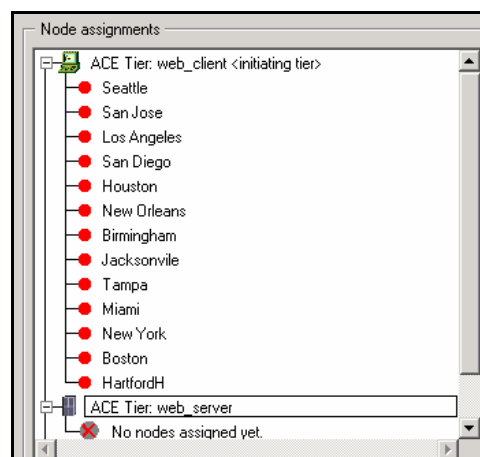 Node assignments
ACE Tier: web_client <initiating tier>
Seattle
San Jose
Los Angeles
San Diego
Houston
New Orleans
Birmingham
Jacksonvile
Tampa
Miami
New York
Boston
HartfordH
ACE Tier: web_server
No nodes assigned yet.